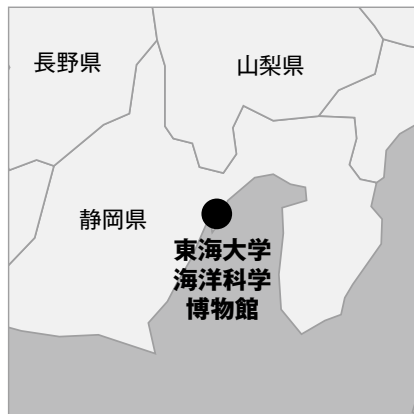 長野県
山梨県
静岡県
東海大学
海洋科学
博物館